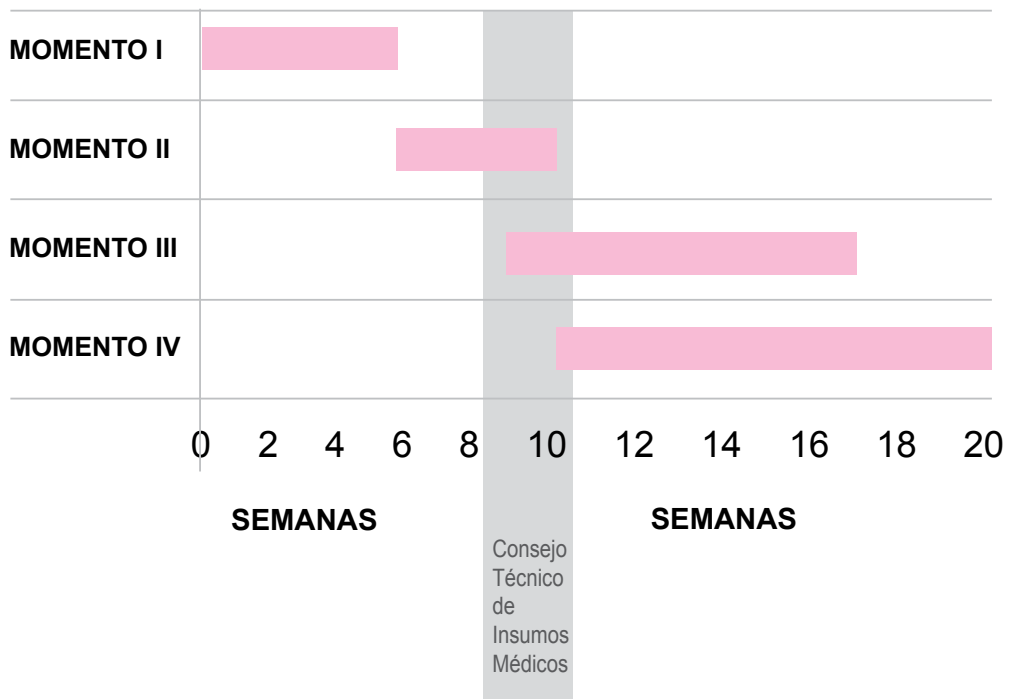 MOMENTO I
MOMENTO II
MOMENTO III
MOMENTO IV
0 2 4 6 8 10 12 14 16 18 20
SEMANAS SEMANAS
Consejo
Técnico
de
Insumos
Médicos